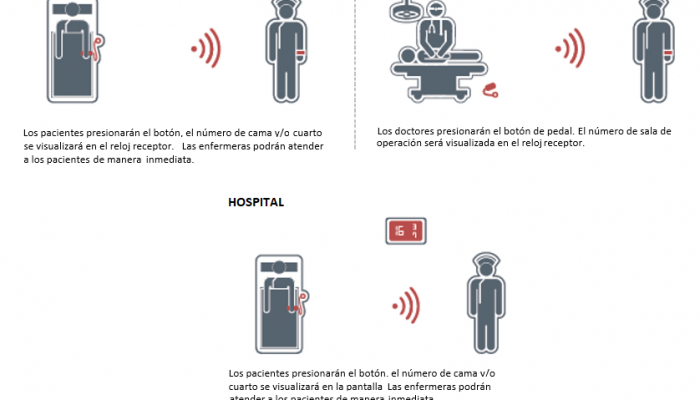 Los pacientes presionarán el botón, el número de cama y/o cuarto
se visualizará en el reloj receptor. Las enfermeras podrán atender
a los pacientes de manera inmediata.
Los doctores presionarán el botón de pedal. El número de sala de
operación será visualizada en el reloj receptor.
HOSPITAL
16 3
Los pacientes presionarán el botón. el número de cama y/o
cuarto se visualizará en la pantalla Las enfermeras podrán
atender a los pacientes de manera inmediata